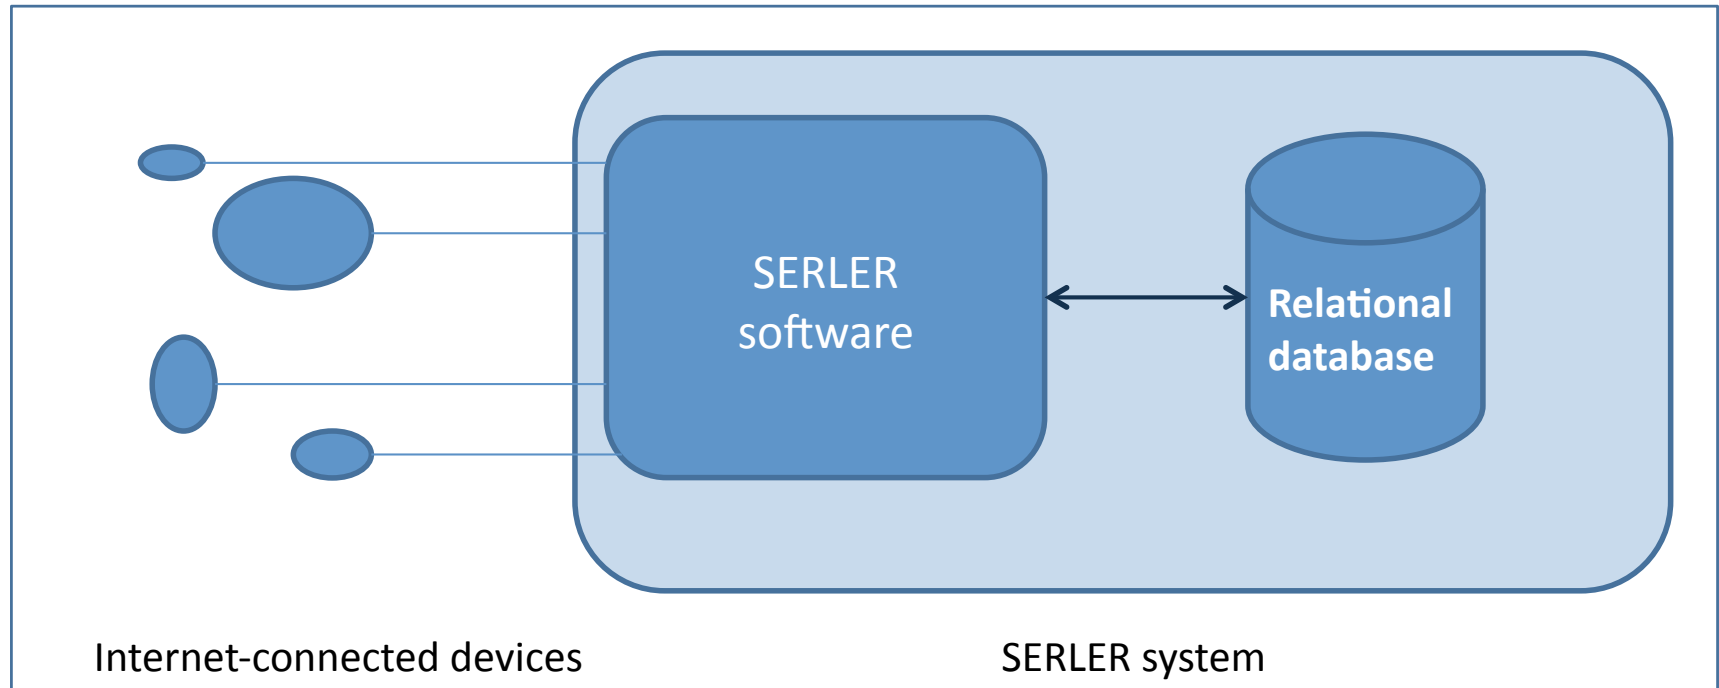 SERLER
software
Relational
database
Internet-connected devices
SERLER system